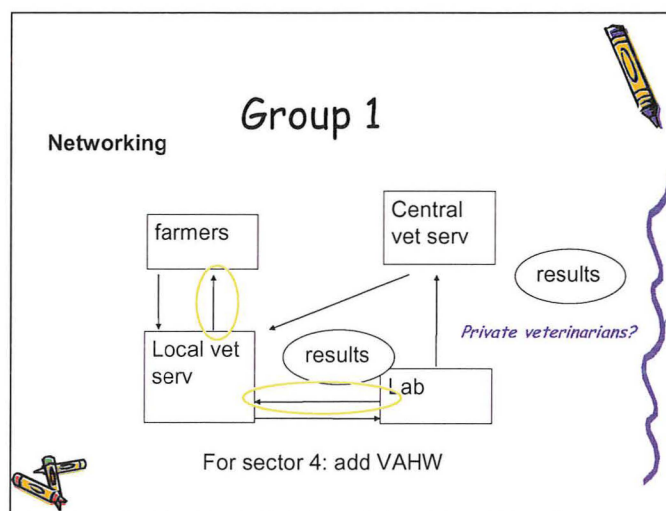 Group 1
Networking
farmers
Central
vet serv
results
Private veterinarians?
Local vet
serv
results
Lab
For sector 4: add VAHW